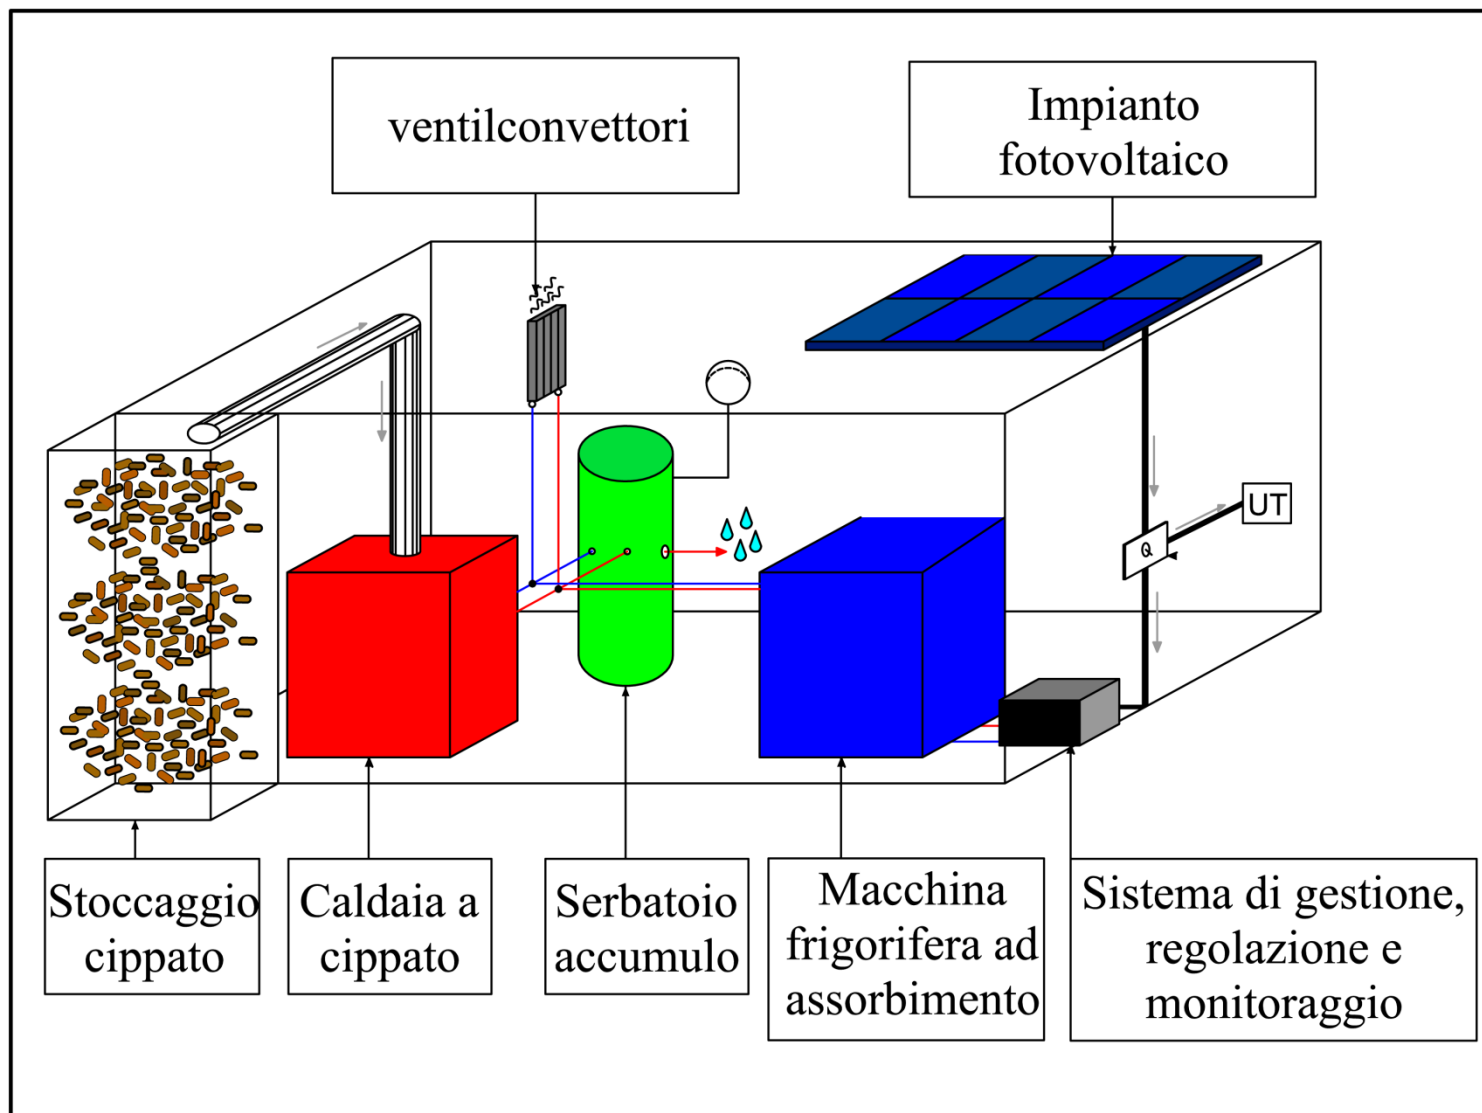 ventilconvettori
Impianto
fotovoltaico
UT
Q
Stoccaggio
cippato
Caldaia a
cippato
Serbatoio
accumulo
Macchina
frigorifera ad
assorbimento
Sistema di gestione,
regolazione e
monitoraggio